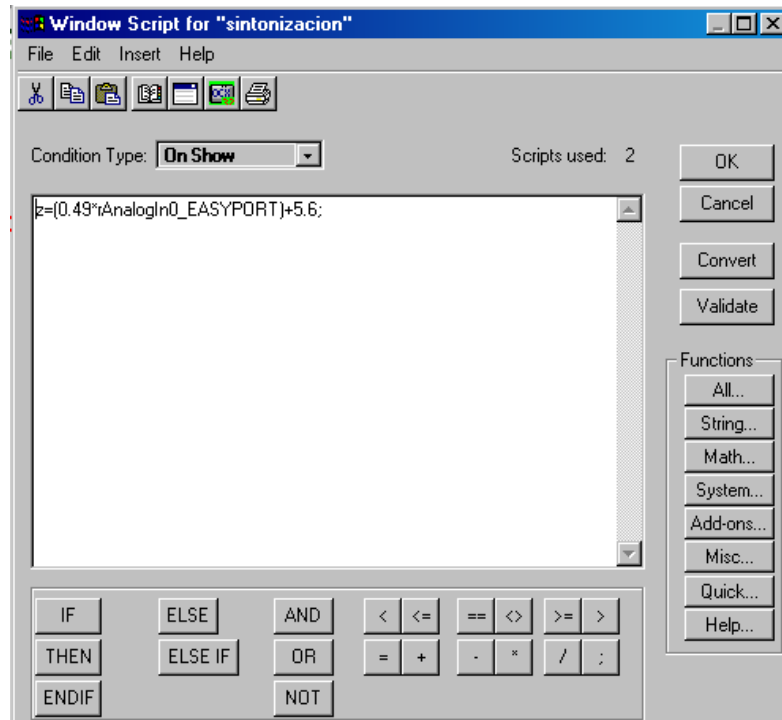 Window Script for "sintonizacion"
File Edit Insert Help
Condition Type: On Show Scripts used: 2
OK
Cancel
Convert
Validate
z=(0.49*rAnalogIn0_EASYPORT)+5.6;
Functions
All...
String...
Math...
System...
Add-ons...
Misc...
Quick...
Help...
IF ELSE AND < <= == <> >= >
THEN ELSE IF OR = + - * / ;
ENDIF NOT